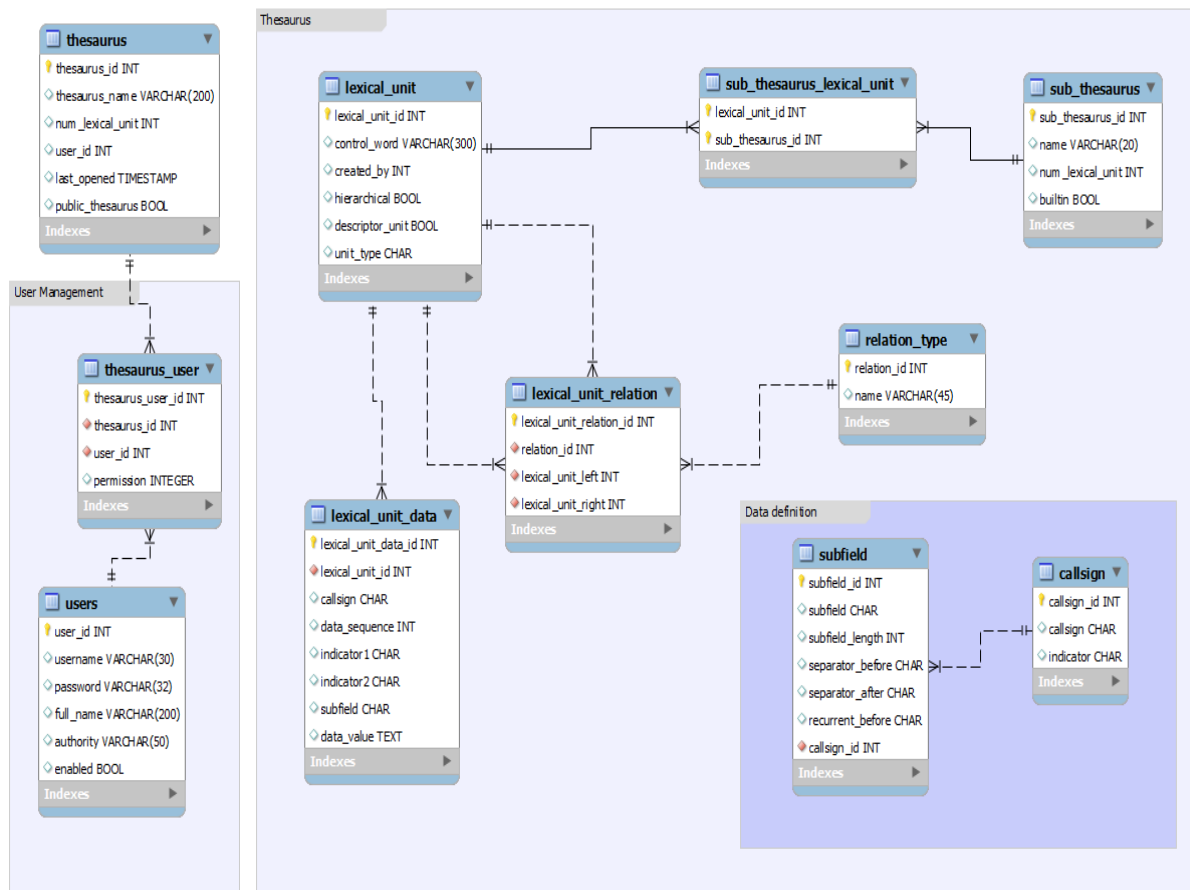 thesaurus
thesaurus_id INT
thesaurus_name VARCHAR(200)
num_lexical_unit INT
user_id INT
last_opened TIMESTAMP
public_thesaurus BOOL
Indexes
User Management
thesaurus_user
thesaurus_user_id INT
thesaurus_id INT
user_id INT
permission INTEGER
Indexes
users
user_id INT
username VARCHAR(30)
password VARCHAR(32)
full_name VARCHAR(200)
authority VARCHAR(50)
enabled BOOL
Indexes
Thesaurus
lexical_unit
lexical_unit_id INT
control_word VARCHAR(300)
created_by INT
hierarchical BOOL
descriptor_unit BOOL
unit_type CHAR
Indexes
sub_thesaurus_lexical_unit
lexical_unit_id INT
sub_thesaurus_id INT
Indexes
sub_thesaurus
sub_thesaurus_id INT
name VARCHAR(20)
num_lexical_unit INT
builtin BOOL
Indexes
relation_type
relation_id INT
name VARCHAR(45)
Indexes
lexical_unit_relation
lexical_unit_relation_id INT
relation_id INT
lexical_unit_left INT
lexical_unit_right INT
Indexes
lexical_unit_data
lexical_unit_data_id INT
lexical_unit_id INT
callsign CHAR
data_sequence INT
indicator1 CHAR
indicator2 CHAR
subfield CHAR
data_value TEXT
Indexes
Data definition
subfield
subfield_id INT
subfield CHAR
subfield_length INT
separator_before CHAR
separator_after CHAR
recurrent_before CHAR
callsign_id INT
Indexes
callsign
callsign_id INT
callsign CHAR
indicator CHAR
Indexes